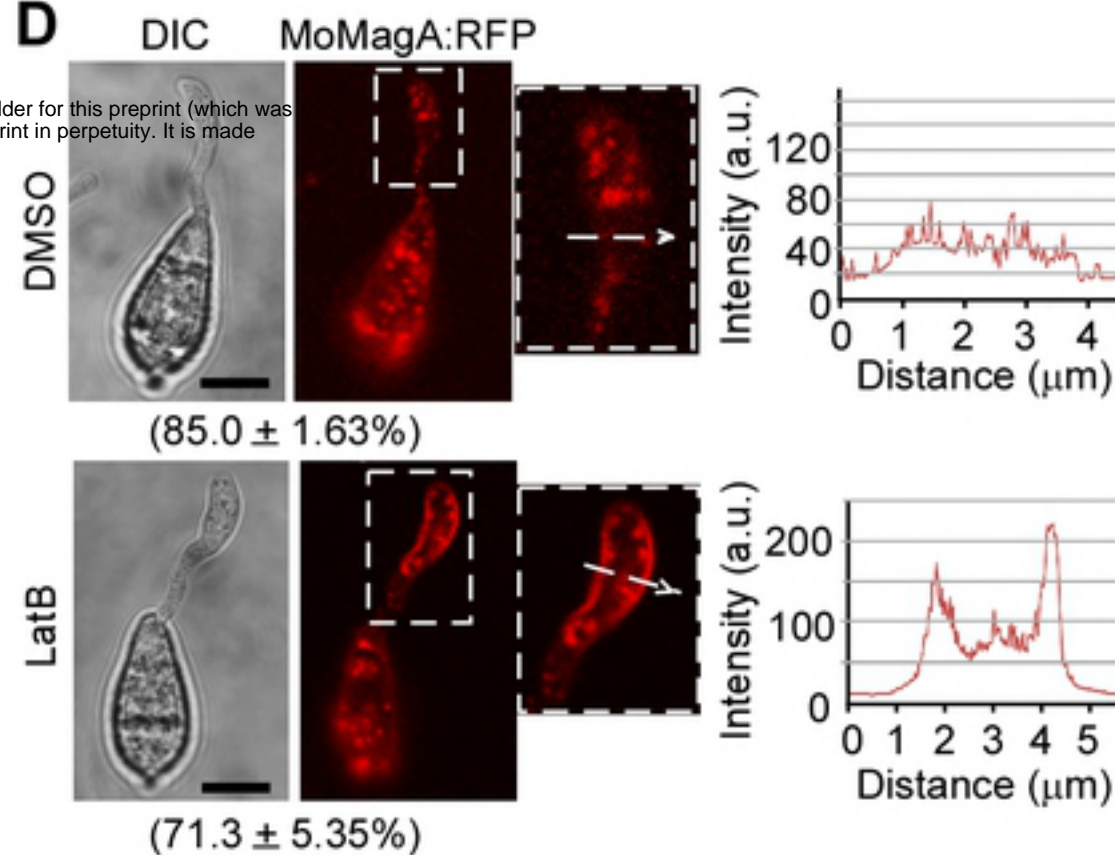 D
DIC MoMagA:RFP
lder for this preprint (which was
rint in perpetuity. It is made
DMSO
Intensity (a.u.)
120
80
40
0
0 1 2 3 4
Distance (μm)
(85.0 ± 1.63%)
LatB
Intensity (a.u.)
200
100
0
0 1 2 3 4 5
Distance (μm)
(71.3 ± 5.35%)